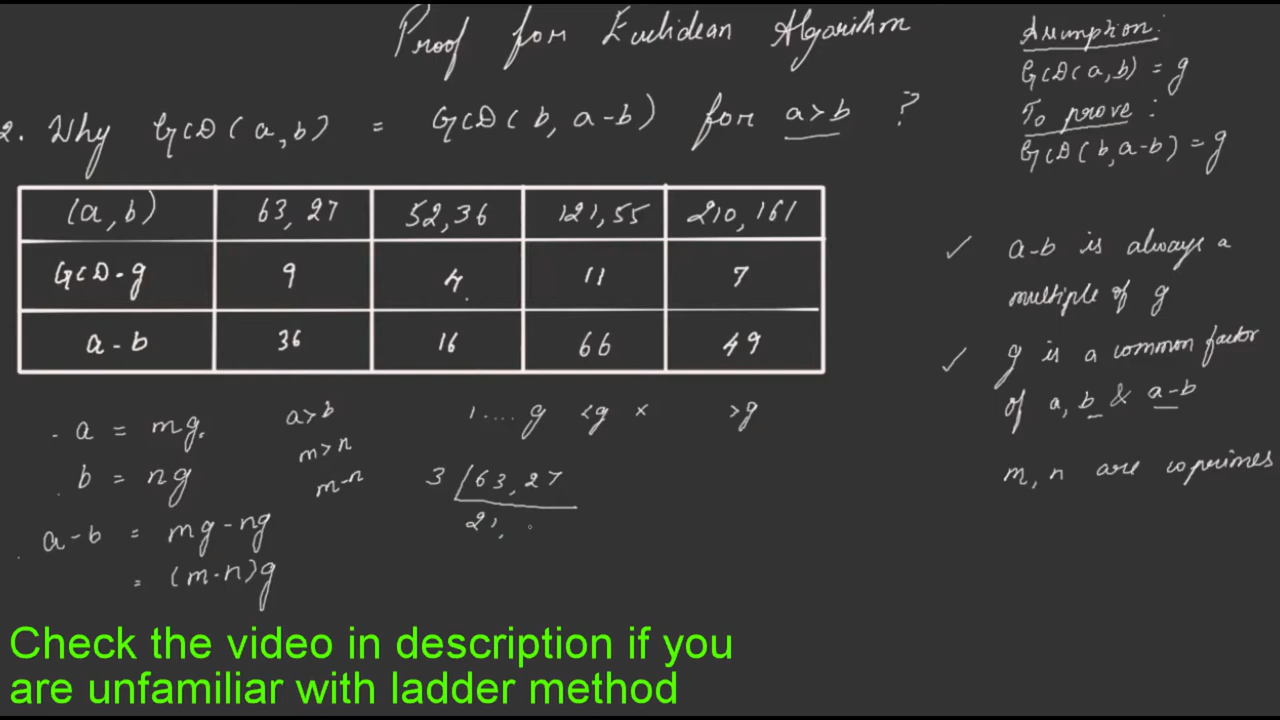 Proof for Euclidean Algorithm
2. Why GCD(a, b) = GCD(b, a-b) for a>b ?
(a, b) 63, 27 52, 36 121, 55 210, 161
GCD-g 9 4 11 7
a-b 36 16 66 49
a = mg a>b
b = ng m>n
a-b = mg-ng m-n
= (m-n)g
1 .... g <g × >g
3 63, 27
21,
Assumption:
GCD(a, b) = g
To prove:
GCD(b, a-b) = g
✓ a-b is always a
multiple of g
✓ g is a common factor
of a, b & a-b
m, n are coprimes
Check the video in description if you
are unfamiliar with ladder method